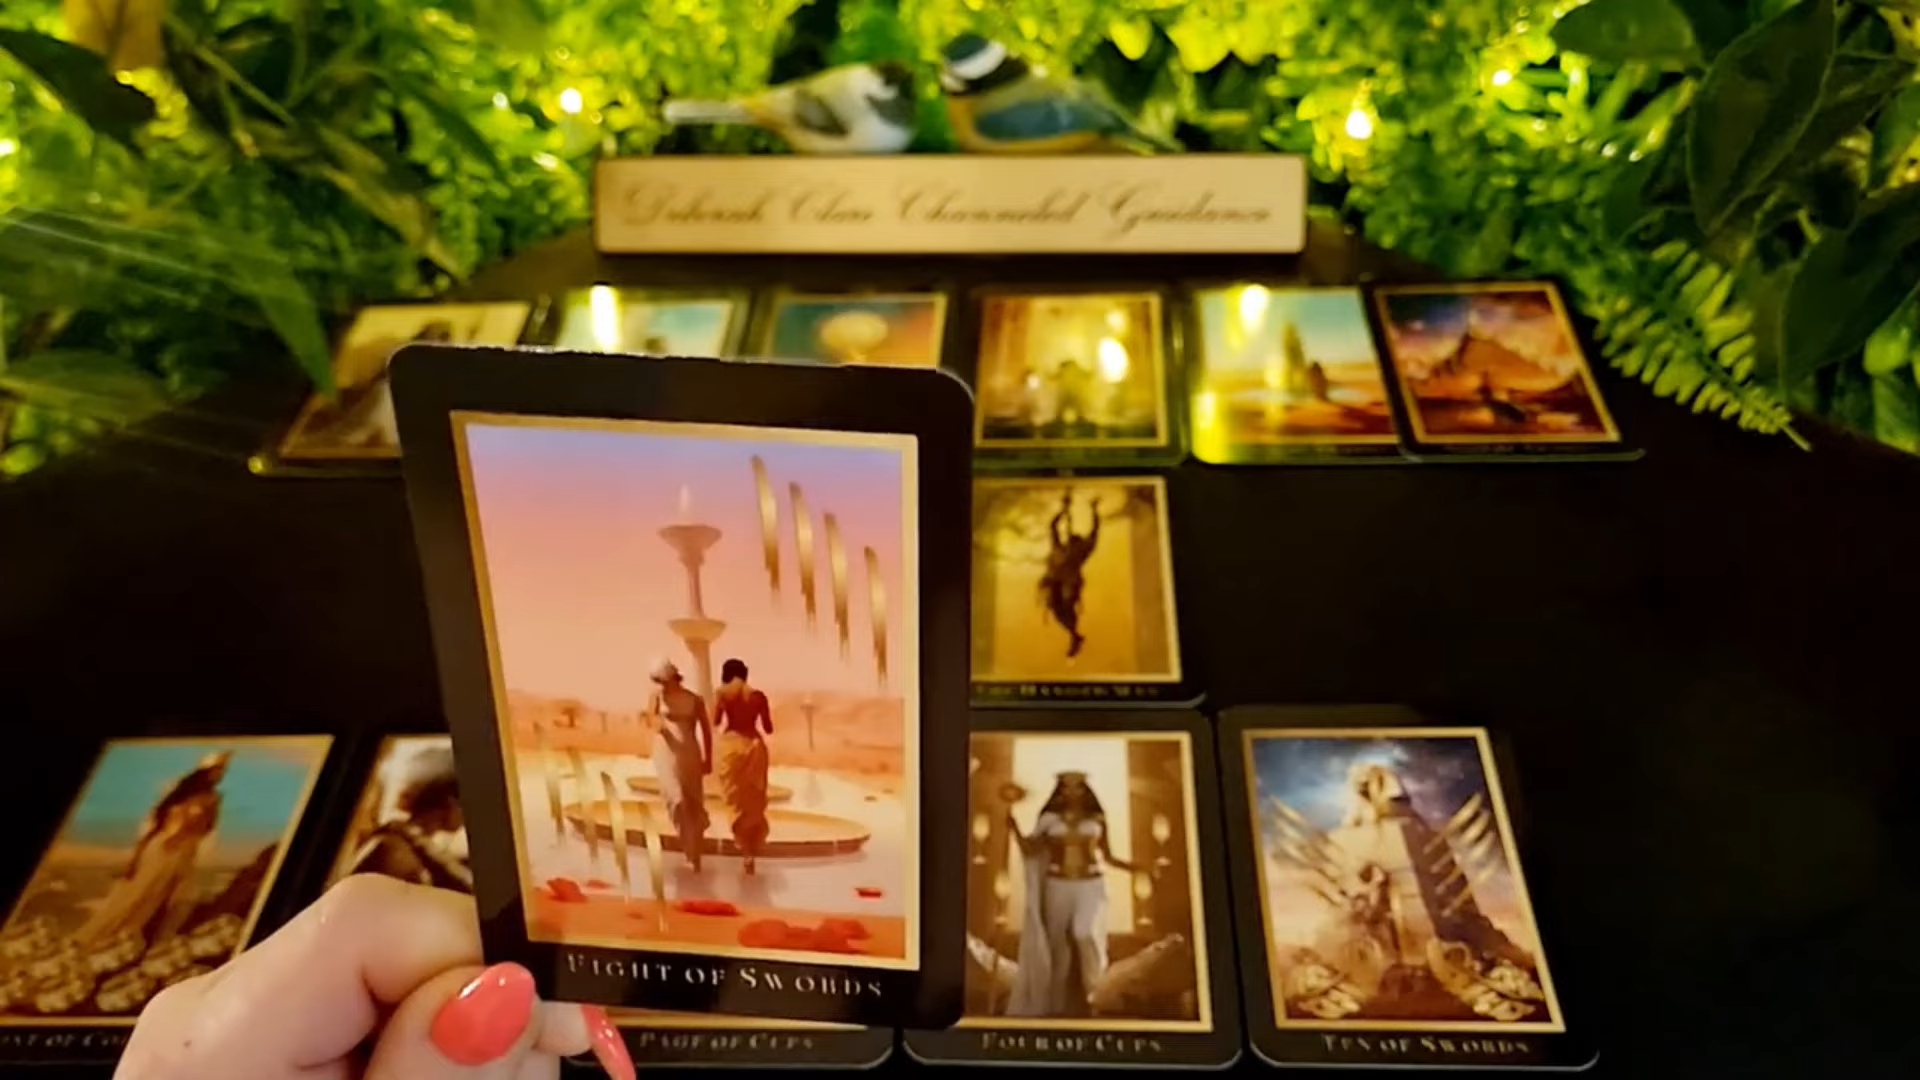 Deborah Clare Channeled Guidance
THE HANGED MAN
EIGHT OF SWORDS
PAGE OF CUPS
FOUR OF CUPS
TEN OF SWORDS